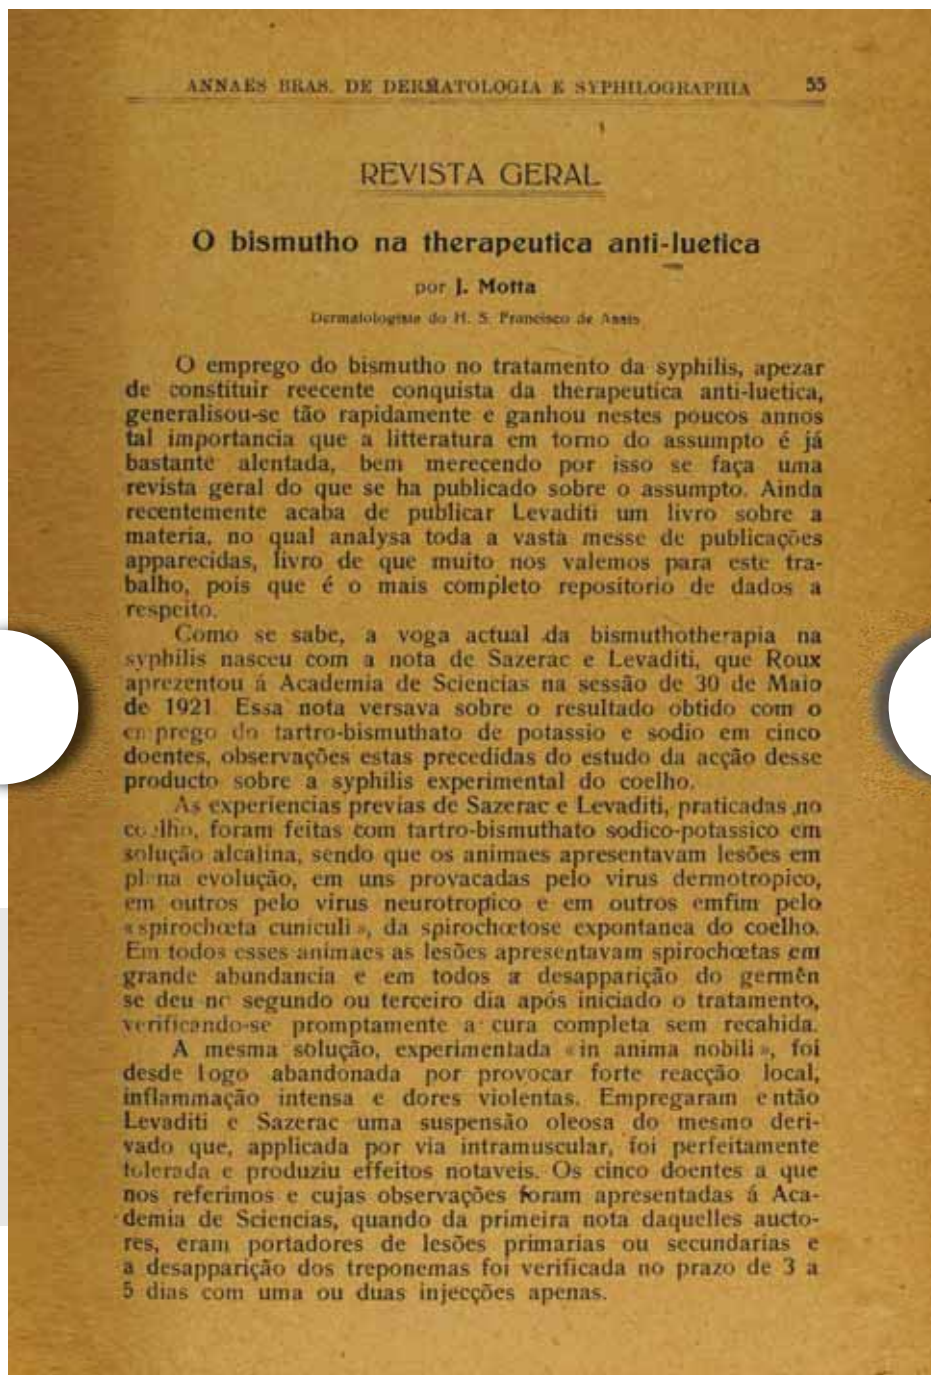 ANNAES BRAS. DE DERMATOLOGIA E SYPHILOGRAPHIA 55
REVISTA GERAL
O bismutho na therapeutica anti-luetica
por J. Motta
Dermatologista do H. S. Francisco de Assis
O emprego do bismutho no tratamento da syphilis, apezar
de constituir reecente conquista da therapeutica anti-luetica,
generalisou-se tão rapidamente e ganhou nestes poucos annos
tal importancia que a litteratura em torno do assumpto é já
bastante alentada, bem merecendo por isso se faça uma
revista geral do que se ha publicado sobre o assumpto. Ainda
recentemente acaba de publicar Levaditi um livro sobre a
materia, no qual analysa toda a vasta messe de publicações
apparecidas, livro de que muito nos valemos para este tra-
balho, pois que é o mais completo repositorio de dados a
respeito.
Como se sabe, a voga actual da bismuthotherapia na
syphilis nasceu com a nota de Sazerac e Levaditi, que Roux
aprezentou á Academia de Sciencias na sessão de 30 de Maio
de 1921. Essa nota versava sobre o resultado obtido com o
emprego do tartro-bismuthato de potassio e sodio em cinco
doentes, observações estas precedidas do estudo da acção desse
producto sobre a syphilis experimental do coelho.
As experiencias previas de Sazerac e Levaditi, praticadas no
coelho, foram feitas com tartro-bismuthato sodico-potassico em
solução alcalina, sendo que os animaes apresentavam lesões em
plena evolução, em uns provacadas pelo virus dermotropico,
em outros pelo virus neurotropico e em outros emfim pelo
«spirochœta cuniculi», da spirochœtose expontanea do coelho.
Em todos esses animaes as lesões apresentavam spirochœtas em
grande abundancia e em todos a desapparição do germên
se deu no segundo ou terceiro dia após iniciado o tratamento,
verificando-se promptamente a cura completa sem recahida.
A mesma solução, experimentada «in anima nobili», foi
desde logo abandonada por provocar forte reacção local,
inflammação intensa e dores violentas. Empregaram então
Levaditi e Sazerac uma suspensão oleosa do mesmo deri-
vado que, applicada por via intramuscular, foi perfeitamente
tolerada e produziu effeitos notaveis. Os cinco doentes a que
nos referimos e cujas observações foram apresentadas á Aca-
demia de Sciencias, quando da primeira nota daquelles aucto-
res, eram portadores de lesões primarias ou secundarias e
a desapparição dos treponemas foi verificada no prazo de 3 a
5 dias com uma ou duas injecções apenas.